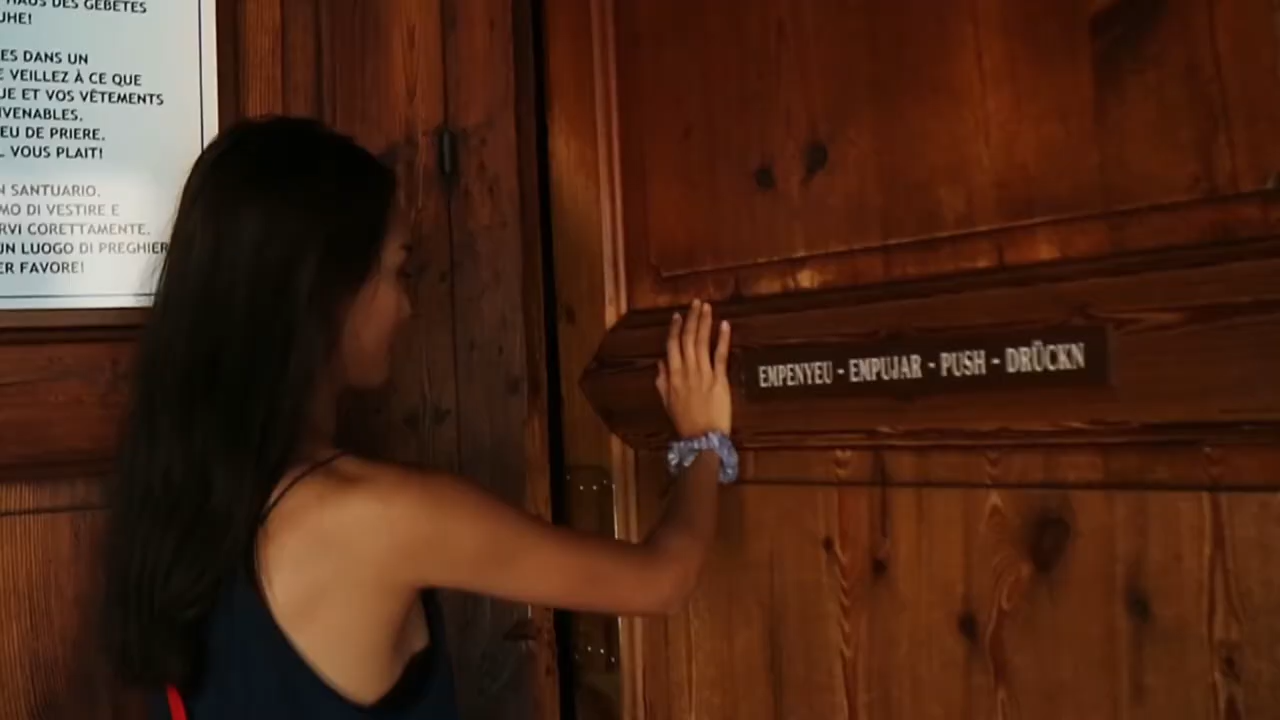 HAUS DES GEBETES
UHE!
ES DANS UN
E VEILLEZ À CE QUE
UE ET VOS VÊTEMENTS
NVENABLES.
EU DE PRIERE.
L VOUS PLAIT!
N SANTUARIO.
MO DI VESTIRE E
RVI CORETTAMENTE.
UN LUOGO DI PREGHIER
ER FAVORE!
EMPENYEU - EMPUJAR - PUSH - DRÜCKN